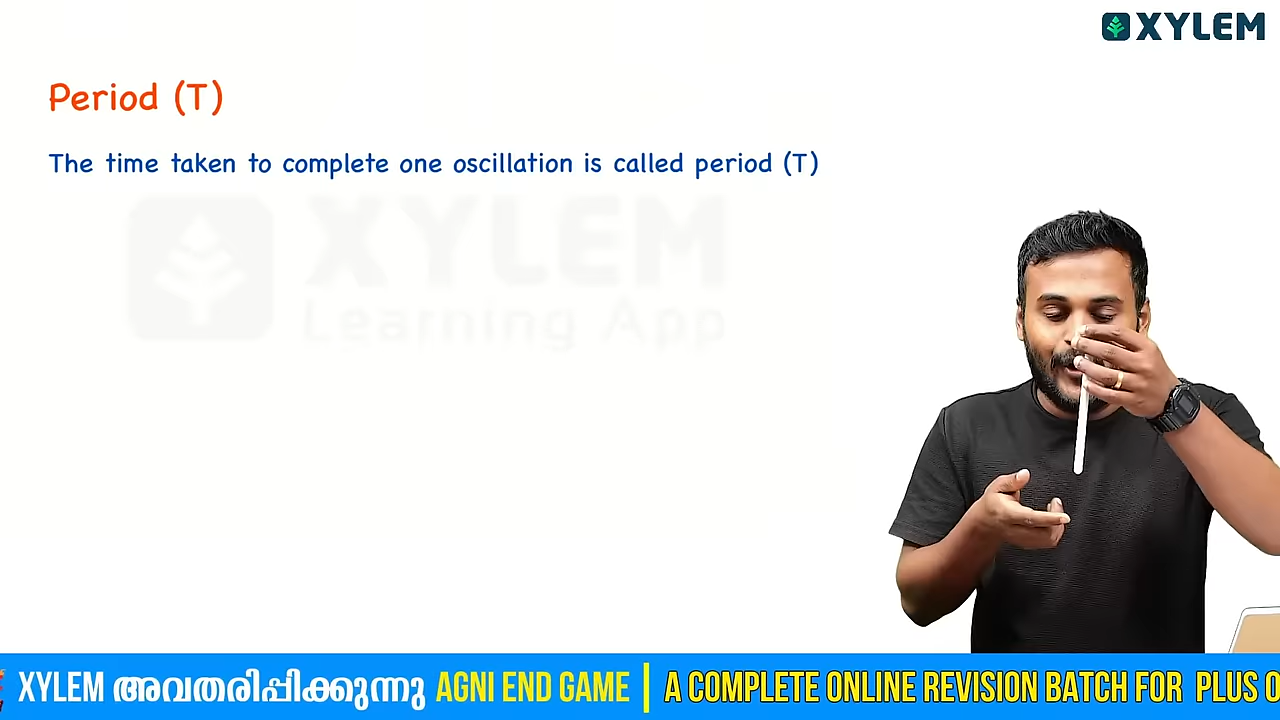 XYLEM
Period (T)
The time taken to complete one oscillation is called period (T)
XYLEM
Learning App
XYLEM അവതരിപ്പിക്കുന്നു AGNI END GAME | A COMPLETE ONLINE REVISION BATCH FOR PLUS O